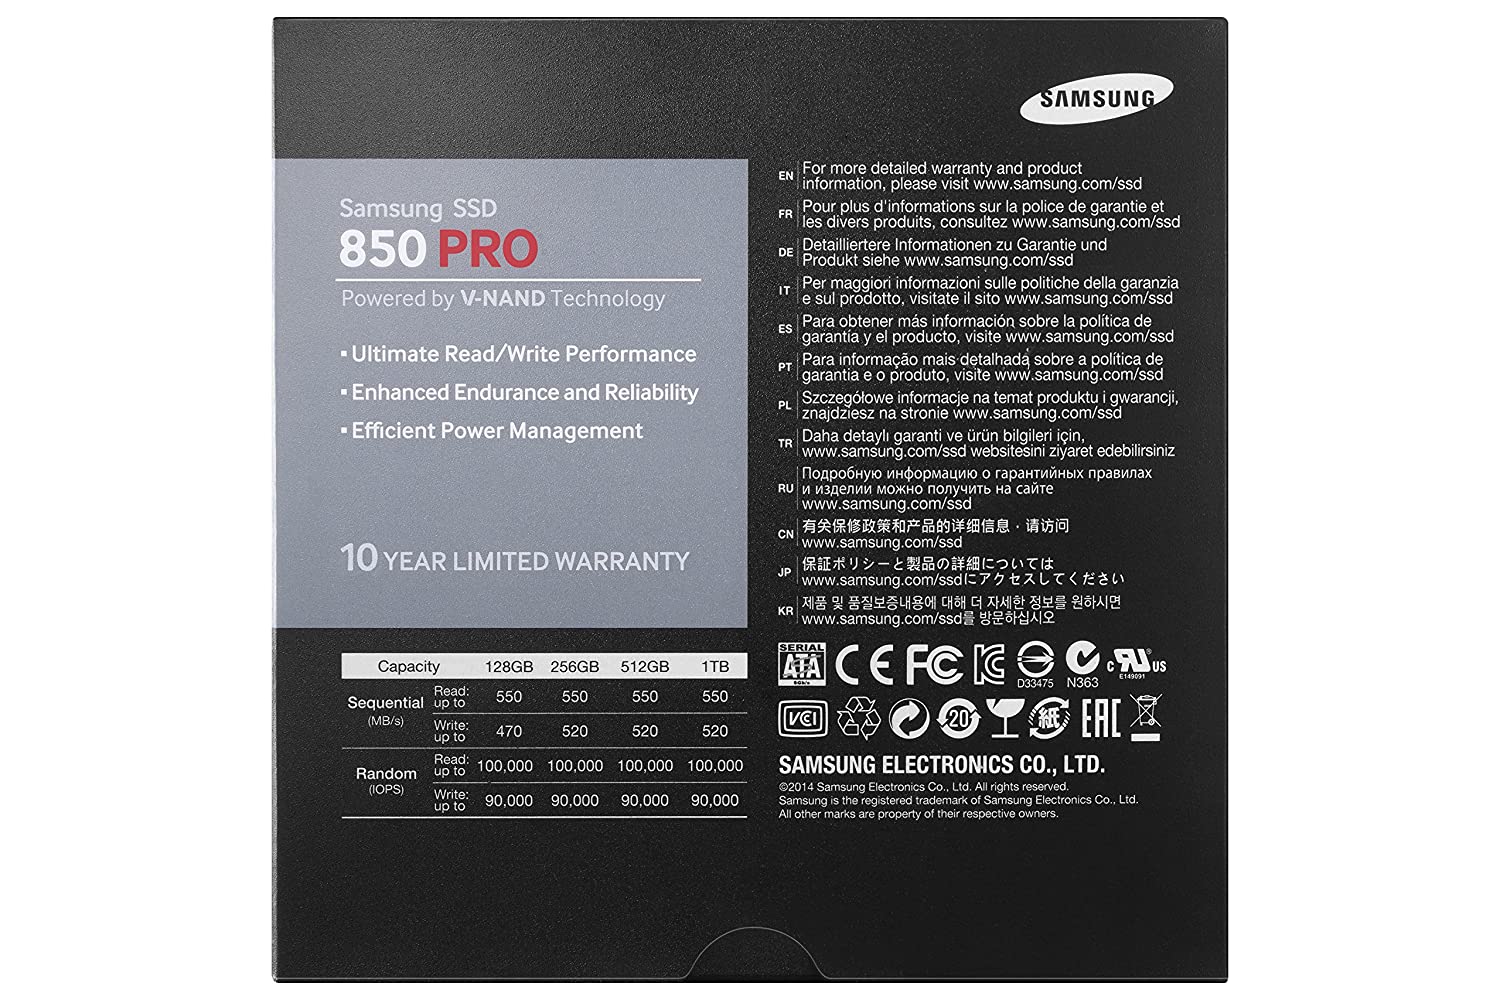 SAMSUNG
Samsung SSD
850 PRO
Powered by V-NAND Technology
▪ Ultimate Read/Write Performance
▪ Enhanced Endurance and Reliability
▪ Efficient Power Management
10 YEAR LIMITED WARRANTY
Capacity 128GB 256GB 512GB 1TB
Sequential (MB/s) Read: up to 550 550 550 550
Write: up to 470 520 520 520
Random (IOPS) Read: up to 100,000 100,000 100,000 100,000
Write: up to 90,000 90,000 90,000 90,000
EN For more detailed warranty and product
information, please visit www.samsung.com/ssd
FR Pour plus d'informations sur la police de garantie et
les divers produits, consultez www.samsung.com/ssd
DE Detailliertere Informationen zu Garantie und
Produkt siehe www.samsung.com/ssd
IT Per maggiori informazioni sulle politiche della garanzia
e sul prodotto, visitate il sito www.samsung.com/ssd
ES Para obtener más información sobre la política de
garantía y el producto, visite www.samsung.com/ssd
PT Para informação mais detalhada sobre a política de
garantia e o produto, visite www.samsung.com/ssd
PL Szczegółowe informacje na temat produktu i gwarancji,
znajdziesz na stronie www.samsung.com/ssd
TR Daha detaylı garanti ve ürün bilgileri için,
www.samsung.com/ssd websitesini ziyaret edebilirsiniz
RU Подробную информацию о гарантийных правилах
и изделии можно получить на сайте
www.samsung.com/ssd
CN 有关保修政策和产品的详细信息，请访问
www.samsung.com/ssd
JP 保証ポリシーと製品の詳細については
www.samsung.com/ssdにアクセスしてください
KR 제품 및 품질보증내용에 대해 더 자세한 정보를 원하시면
www.samsung.com/ssd를 방문하십시오
SERIAL ATA 6Gb/s CE FC KC D33475 N363 c RU US E149091
VCI 20 紙 EAC
SAMSUNG ELECTRONICS CO., LTD.
©2014 Samsung Electronics Co., Ltd. All rights reserved.
Samsung is the registered trademark of Samsung Electronics Co., Ltd.
All other marks are property of their respective owners.